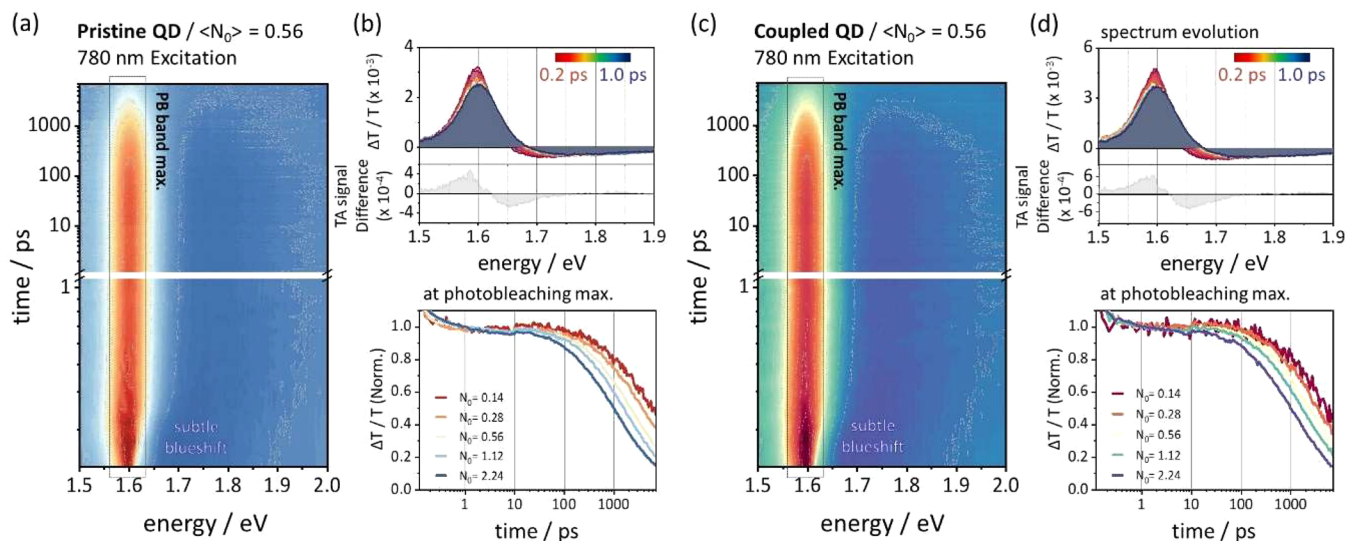 (a)
Pristine QD / <N₀> = 0.56
780 nm Excitation
PB band max.
subtle
blueshift
time / ps
1000
100
10
1
1.5 1.6 1.7 1.8 1.9 2.0
energy / eV
(b)
0.2 ps 1.0 ps
ΔT / T (x 10⁻³)
4
2
0
TA signal
Difference
(x 10⁻⁴)
4
0
-4
1.5 1.6 1.7 1.8 1.9
energy / eV
at photobleaching max.
ΔT / T (Norm.)
1.0
0.8
0.6
0.4
0.2
0.0
N₀= 0.14
N₀= 0.28
N₀= 0.56
N₀= 1.12
N₀= 2.24
1 10 100 1000
time / ps
(c)
Coupled QD / <N₀> = 0.56
780 nm Excitation
PB band max.
subtle
blueshift
time / ps
1000
100
10
1
1.5 1.6 1.7 1.8 1.9 2.0
energy / eV
(d)
spectrum evolution
0.2 ps 1.0 ps
ΔT / T (x 10⁻³)
6
3
0
TA signal
Difference
(x 10⁻⁴)
6
0
-6
1.5 1.6 1.7 1.8 1.9
energy / eV
at photobleaching max.
ΔT / T (Norm.)
1.0
0.8
0.6
0.4
0.2
0.0
N₀= 0.14
N₀= 0.28
N₀= 0.56
N₀= 1.12
N₀= 2.24
1 10 100 1000
time / ps